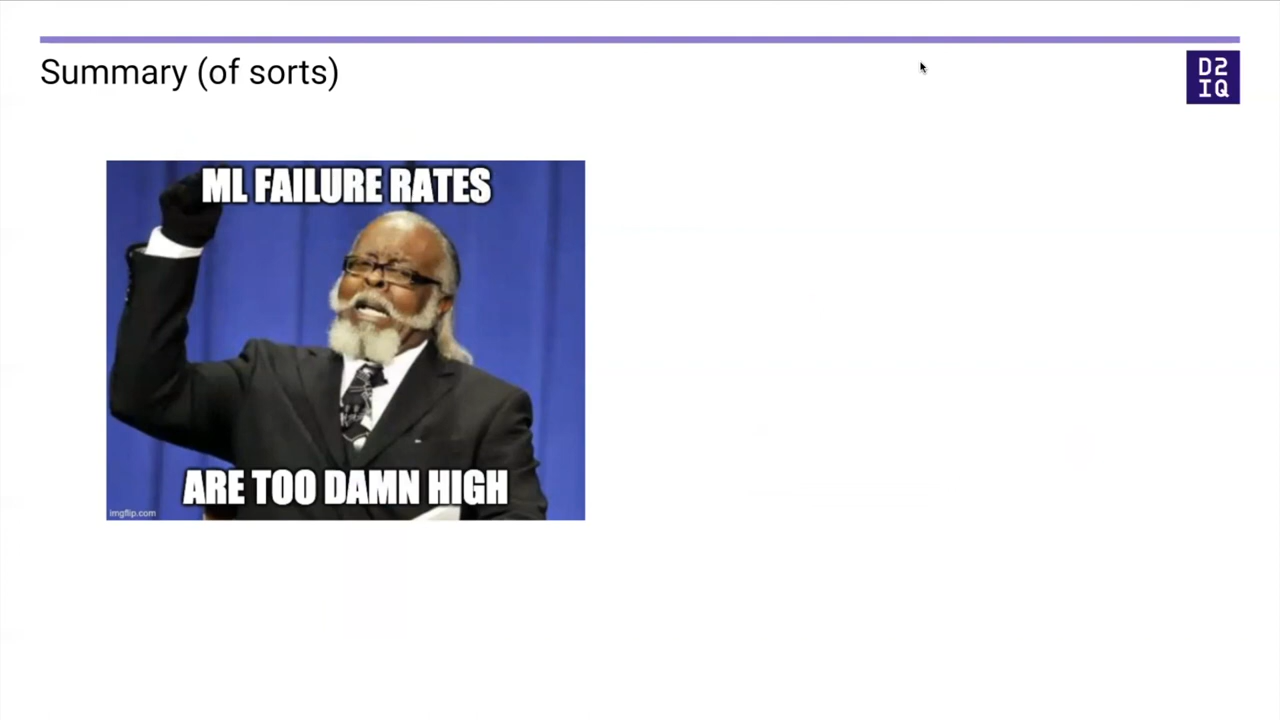 Summary (of sorts)
D2
IQ
ML FAILURE RATES
ARE TOO DAMN HIGH
imgflip.com